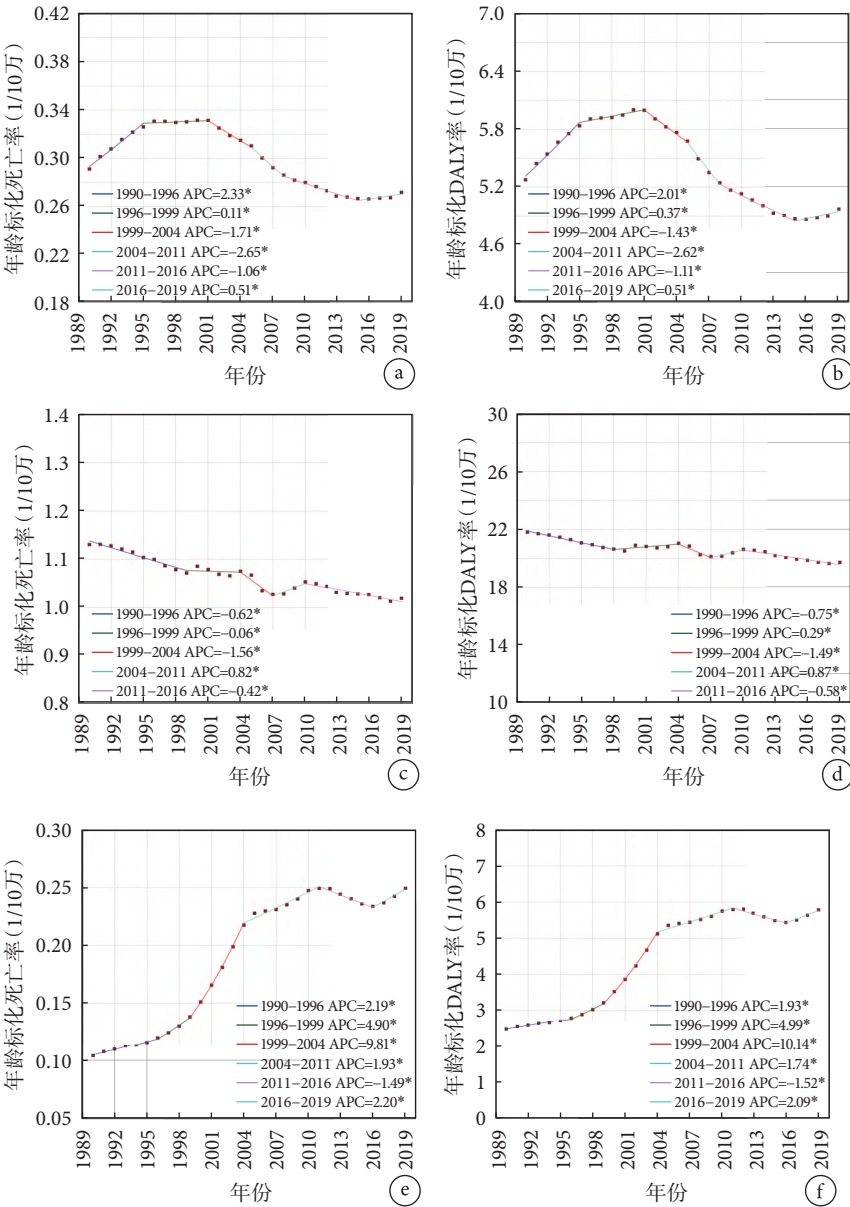 年龄标化死亡率（1/10万）
0.42
0.38
0.34
0.30
0.26
0.22
0.18
1990−1996 APC=2.33*
1996−1999 APC=0.11*
1999−2004 APC=−1.71*
2004−2011 APC=−2.65*
2011−2016 APC=−1.06*
2016−2019 APC=0.51*
1989 1992 1995 1998 2001 2004 2007 2010 2013 2016 2019
年份
a
年龄标化DALY率（1/10万）
7.0
6.4
5.8
5.2
4.6
4.0
1990−1996 APC=2.01*
1996−1999 APC=0.37*
1999−2004 APC=−1.43*
2004−2011 APC=−2.62*
2011−2016 APC=−1.11*
2016−2019 APC=0.51*
1989 1992 1995 1998 2001 2004 2007 2010 2013 2016 2019
年份
b
年龄标化死亡率（1/10万）
1.4
1.3
1.2
1.1
1.0
0.9
0.8
1990−1996 APC=−0.62*
1996−1999 APC=−0.06*
1999−2004 APC=−1.56*
2004−2011 APC=0.82*
2011−2016 APC=−0.42*
1989 1992 1995 1998 2001 2004 2007 2010 2013 2016 2019
年份
c
年龄标化DALY率（1/10万）
30
26
22
18
14
10
1990−1996 APC=−0.75*
1996−1999 APC=0.29*
1999−2004 APC=−1.49*
2004−2011 APC=0.87*
2011−2016 APC=−0.58*
1989 1992 1995 1998 2001 2004 2007 2010 2013 2016 2019
年份
d
年龄标化死亡率（1/10万）
0.30
0.25
0.20
0.15
0.10
0.05
1990−1996 APC=2.19*
1996−1999 APC=4.90*
1999−2004 APC=9.81*
2004−2011 APC=1.93*
2011−2016 APC=−1.49*
2016−2019 APC=2.20*
1989 1992 1995 1998 2001 2004 2007 2010 2013 2016 2019
年份
e
年龄标化DALY率（1/10万）
8
7
6
5
4
3
2
1
0
1990−1996 APC=1.93*
1996−1999 APC=4.99*
1999−2004 APC=10.14*
2004−2011 APC=1.74*
2011−2016 APC=−1.52*
2016−2019 APC=2.09*
1989 1992 1995 1998 2001 2004 2007 2010 2013 2016 2019
年份
f